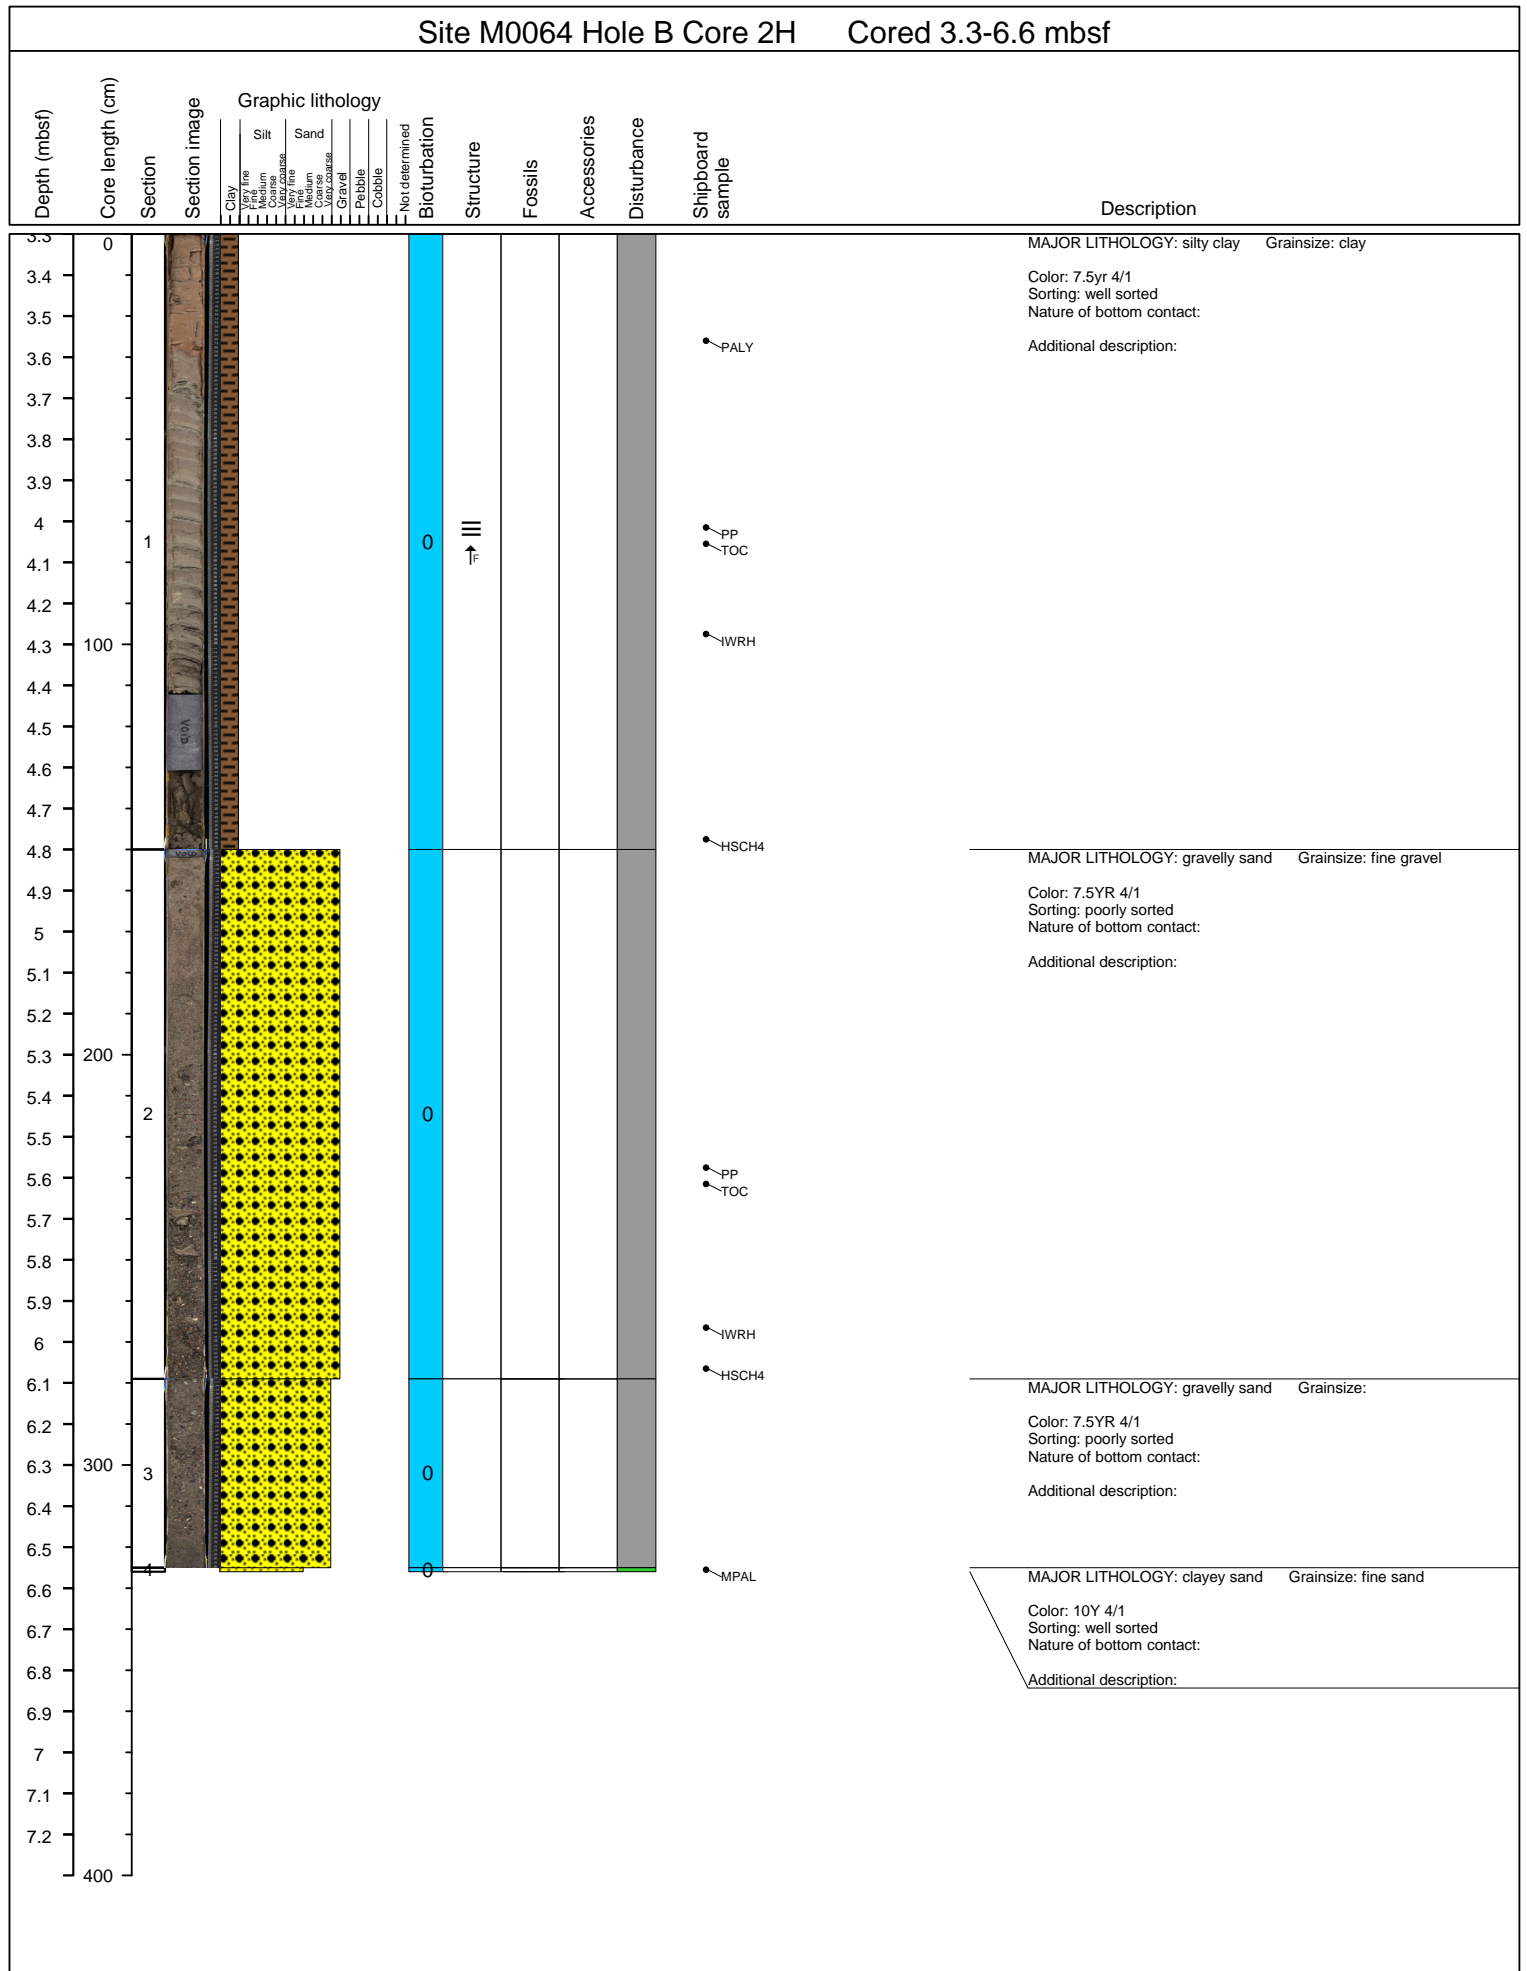 Site M0064 Hole B Core 2H Cored 3.3-6.6 mbsf
Depth (mbsf)
Core length (cm)
Section
Section image
Graphic lithology
Clay
Silt
Very fine
Fine
Medium
Coarse
Very coarse
Sand
Very fine
Fine
Medium
Coarse
Very coarse
Gravel
Pebble
Cobble
Not determined
Bioturbation
Structure
Fossils
Accessories
Disturbance
Shipboard
sample
Description
3.3
3.4
3.5
3.6
3.7
3.8
3.9
4
4.1
4.2
4.3
4.4
4.5
4.6
4.7
4.8
4.9
5
5.1
5.2
5.3
5.4
5.5
5.6
5.7
5.8
5.9
6
6.1
6.2
6.3
6.4
6.5
6.6
6.7
6.8
6.9
7
7.1
7.2
0
100
200
300
400
1
2
3
4
VOID
VOID
0
0
0
0
F
PALY
PP
TOC
IWRH
HSCH4
PP
TOC
IWRH
HSCH4
MPAL
MAJOR LITHOLOGY: silty clay Grainsize: clay
Color: 7.5yr 4/1
Sorting: well sorted
Nature of bottom contact:
Additional description:
MAJOR LITHOLOGY: gravelly sand Grainsize: fine gravel
Color: 7.5YR 4/1
Sorting: poorly sorted
Nature of bottom contact:
Additional description:
MAJOR LITHOLOGY: gravelly sand Grainsize:
Color: 7.5YR 4/1
Sorting: poorly sorted
Nature of bottom contact:
Additional description:
MAJOR LITHOLOGY: clayey sand Grainsize: fine sand
Color: 10Y 4/1
Sorting: well sorted
Nature of bottom contact:
Additional description: